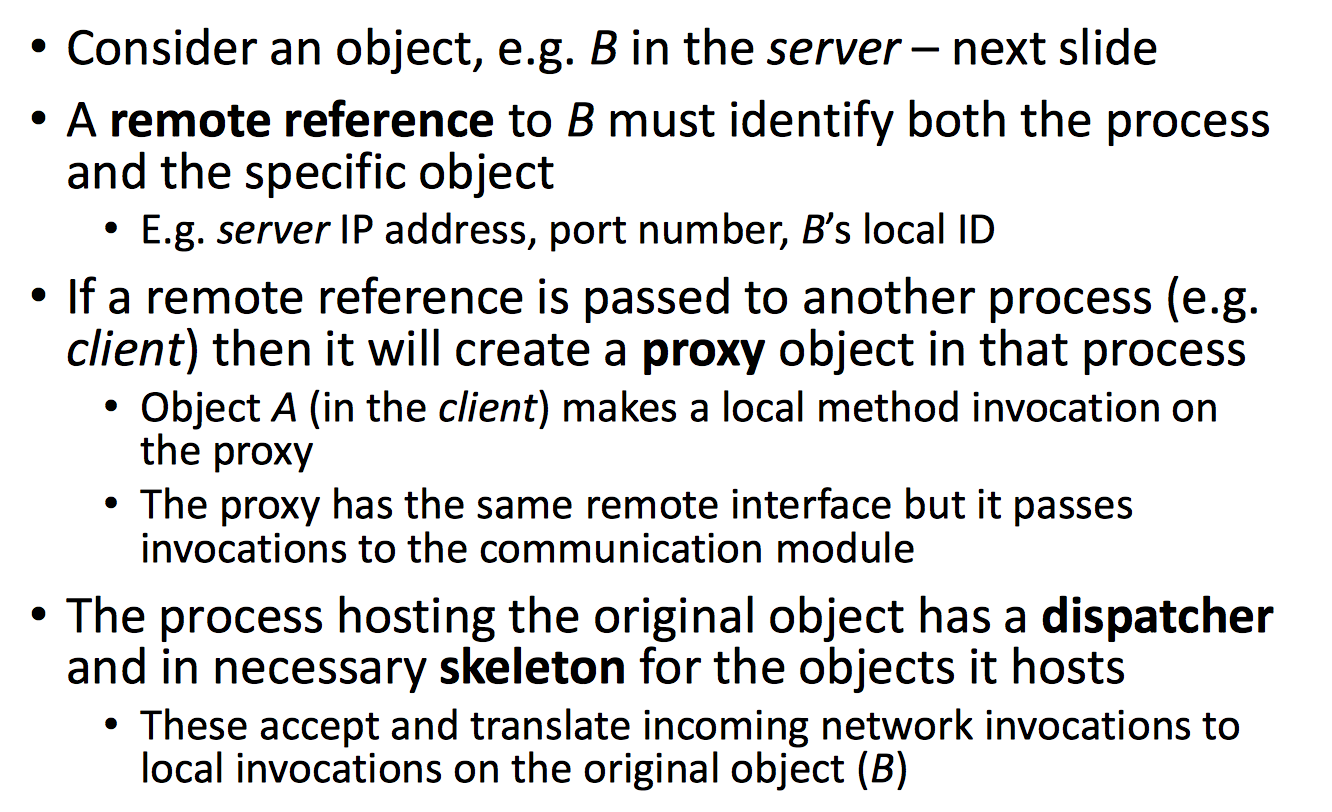 • Consider an object, e.g. B in the server – next slide
• A remote reference to B must identify both the process
and the specific object
• E.g. server IP address, port number, B’s local ID
• If a remote reference is passed to another process (e.g.
client) then it will create a proxy object in that process
• Object A (in the client) makes a local method invocation on
the proxy
• The proxy has the same remote interface but it passes
invocations to the communication module
• The process hosting the original object has a dispatcher
and in necessary skeleton for the objects it hosts
• These accept and translate incoming network invocations to
local invocations on the original object (B)